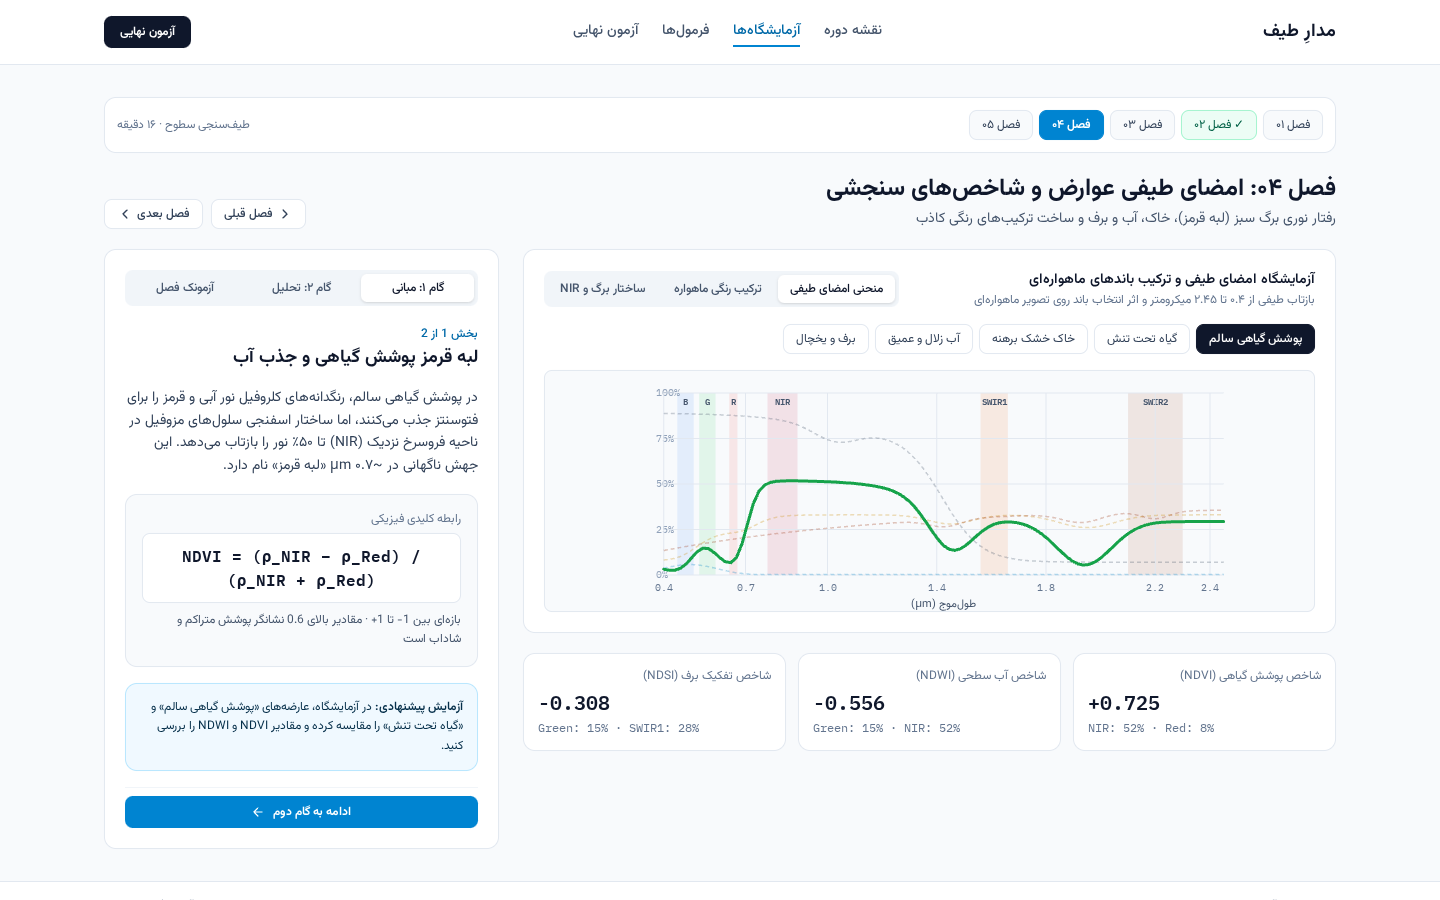 مدارِ طیف
نقشه دوره
آزمایشگاه‌ها
فرمول‌ها
آزمون نهایی
آزمون نهایی
فصل ۰۱
✓ فصل ۰۲
فصل ۰۳
فصل ۰۴
فصل ۰۵
طیف‌سنجی سطوح · ۱۶ دقیقه
فصل ۰۴: امضای طیفی عوارض و شاخص‌های سنجشی
رفتار نوری برگ سبز (لبه قرمز)، خاک، آب و برف و ساخت ترکیب‌های رنگی کاذب
فصل قبلی
فصل بعدی
آزمایشگاه امضای طیفی و ترکیب باندهای ماهواره‌ای
بازتاب طیفی از ۰.۴ تا ۲.۴۵ میکرومتر و اثر انتخاب باند روی تصویر ماهواره‌ای
منحنی امضای طیفی
ترکیب رنگی ماهواره
ساختار برگ و NIR
پوشش گیاهی سالم
گیاه تحت تنش
خاک خشک برهنه
آب زلال و عمیق
برف و یخچال
100%
75%
50%
25%
0%
B
G
R
NIR
SWIR1
SWIR2
0.4
0.7
1.0
1.4
1.8
2.2
2.4
طول‌موج (µm)
شاخص پوشش گیاهی (NDVI)
+0.725
NIR: 52% · Red: 8%
شاخص آب سطحی (NDWI)
-0.556
Green: 15% · NIR: 52%
شاخص تفکیک برف (NDSI)
-0.308
Green: 15% · SWIR1: 28%
گام ۱: مبانی
گام ۲: تحلیل
آزمونک فصل
بخش 1 از 2
لبه قرمز پوشش گیاهی و جذب آب
در پوشش گیاهی سالم، رنگدانه‌های کلروفیل نور آبی و قرمز را برای
فتوسنتز جذب می‌کنند، اما ساختار اسفنجی سلول‌های مزوفیل در
ناحیه فروسرخ نزدیک (NIR) تا ۵۰٪ نور را بازتاب می‌دهد. این
جهش ناگهانی در ~۰.۷ µm «لبه قرمز» نام دارد.
رابطه کلیدی فیزیکی
NDVI = (ρ_NIR − ρ_Red) /
(ρ_NIR + ρ_Red)
بازه‌ای بین 1- تا 1+ · مقادیر بالای 0.6 نشانگر پوشش متراکم و
شاداب است
آزمایش پیشنهادی: در آزمایشگاه، عارضه‌های «پوشش گیاهی سالم» و
«گیاه تحت تنش» را مقایسه کرده و مقادیر NDVI و NDWI را بررسی
کنید.
ادامه به گام دوم